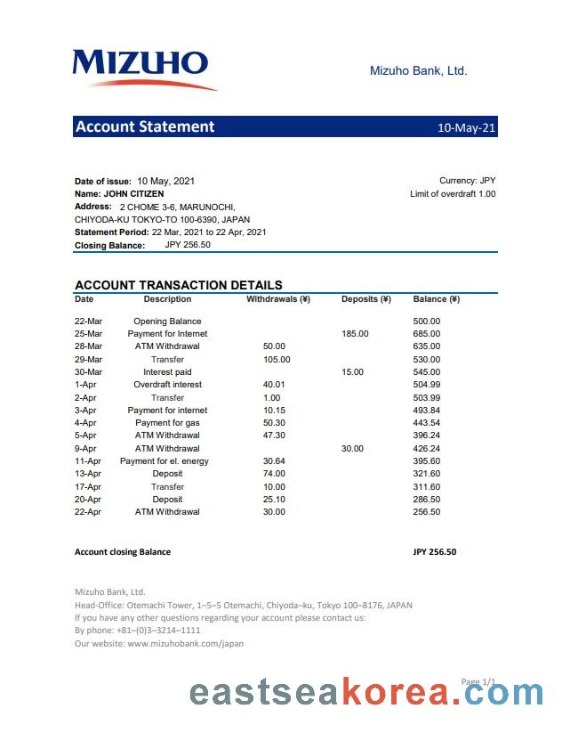 MIZUHO
Mizuho Bank, Ltd.
Account Statement 10-May-21
Date of issue: 10 May, 2021 Currency: JPY
Name: JOHN CITIZEN Limit of overdraft 1.00
Address: 2 CHOME 3-6, MARUNOCHI,
CHIYODA-KU TOKYO-TO 100-6390, JAPAN
Statement Period: 22 Mar, 2021 to 22 Apr, 2021
Closing Balance: JPY 256.50
ACCOUNT TRANSACTION DETAILS
Date Description Withdrawals (¥) Deposits (¥) Balance (¥)
22-Mar Opening Balance 500.00
25-Mar Payment for Internet 185.00 685.00
28-Mar ATM Withdrawal 50.00 635.00
29-Mar Transfer 105.00 530.00
30-Mar Interest paid 15.00 545.00
1-Apr Overdraft interest 40.01 504.99
2-Apr Transfer 1.00 503.99
3-Apr Payment for internet 10.15 493.84
4-Apr Payment for gas 50.30 443.54
5-Apr ATM Withdrawal 47.30 396.24
9-Apr ATM Withdrawal 30.00 426.24
11-Apr Payment for el. energy 30.64 395.60
13-Apr Deposit 74.00 321.60
17-Apr Transfer 10.00 311.60
20-Apr Deposit 25.10 286.50
22-Apr ATM Withdrawal 30.00 256.50
Account closing Balance JPY 256.50
Mizuho Bank, Ltd.
Head-Office: Otemachi Tower, 1–5–5 Otemachi, Chiyoda–ku, Tokyo 100–8176, JAPAN
If you have any other questions regarding your account please contact us:
By phone: +81–(0)3–3214–1111
Our website: www.mizuhobank.com/japan
Page 1/1
eastseakorea.com